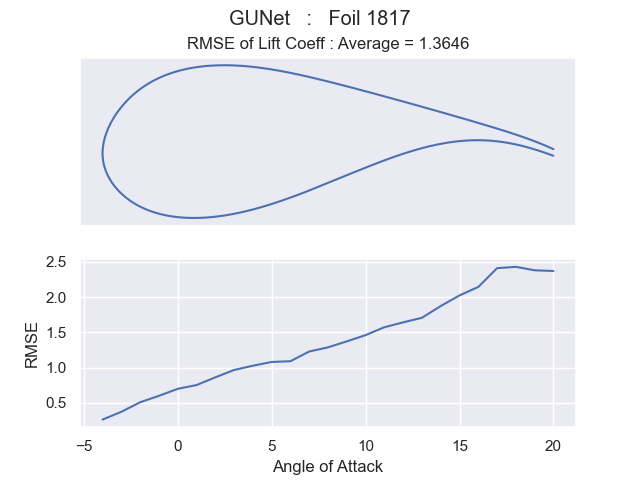 GUNet   :   Foil 1817
RMSE of Lift Coeff : Average = 1.3646
2.5
2.0
1.5
1.0
0.5
RMSE
−5 0 5 10 15 20
Angle of Attack